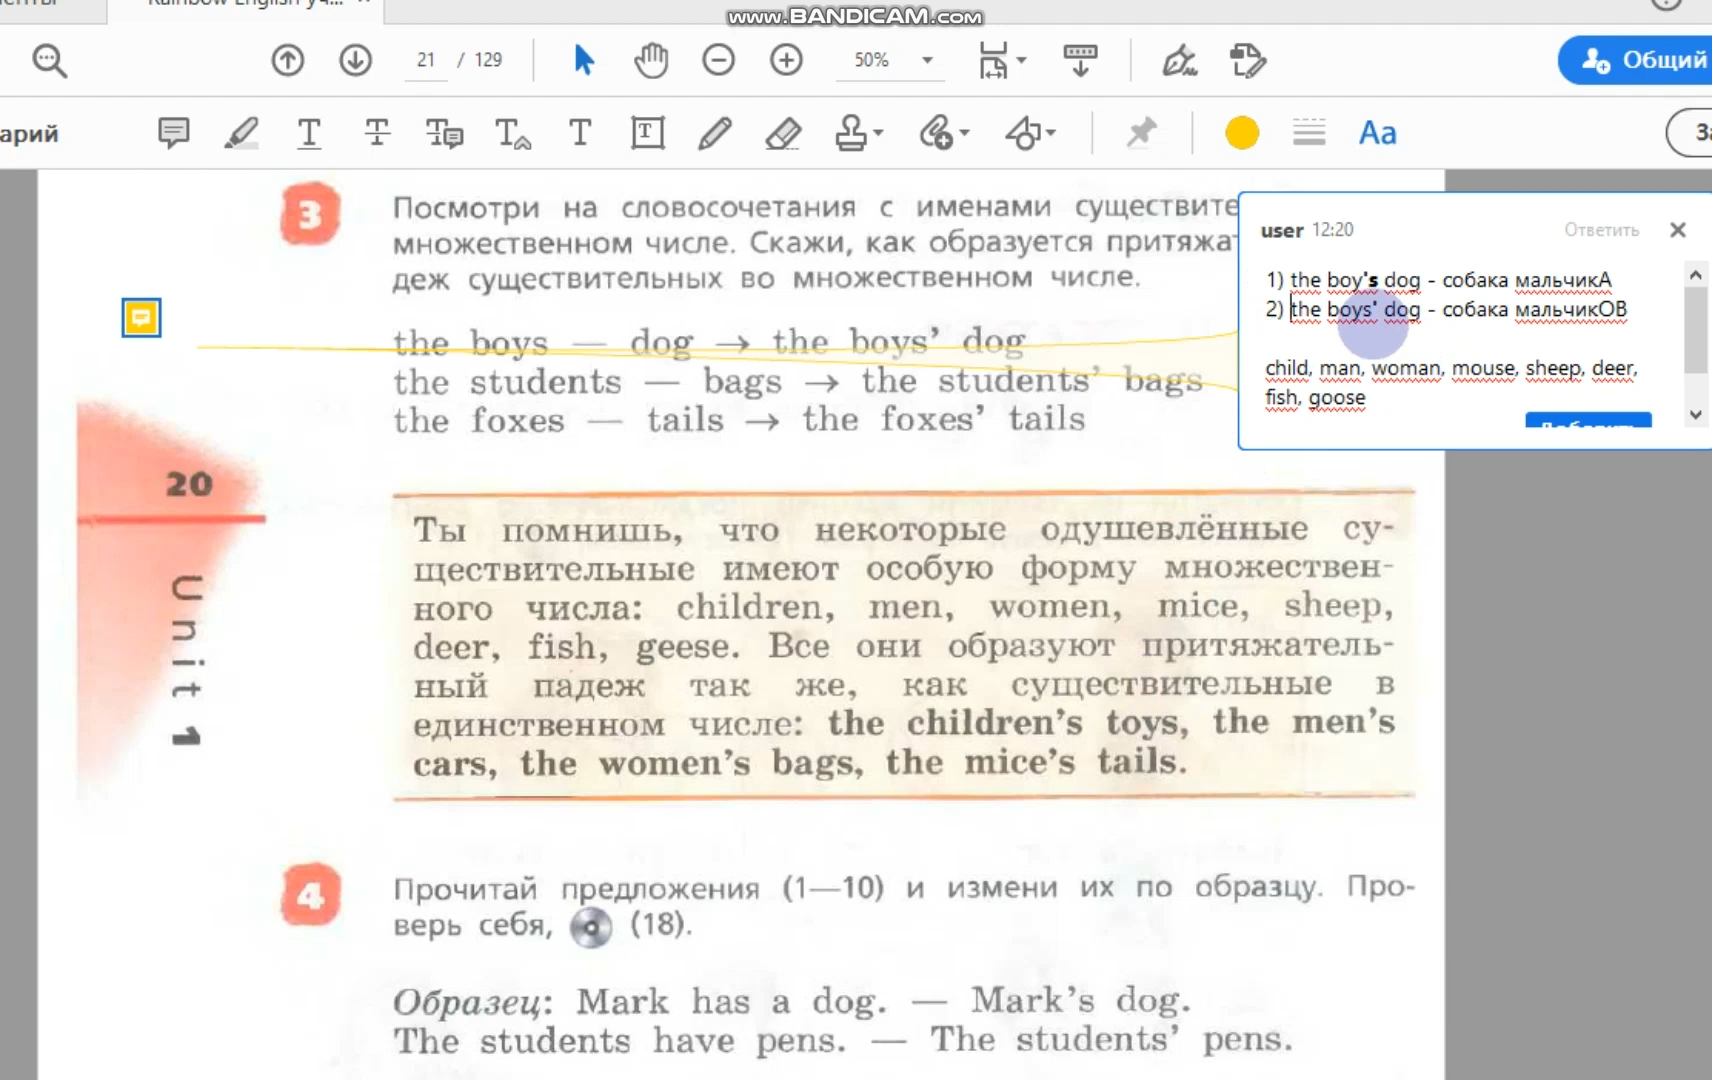 www.BANDICAM.com
Rainbow English уч...
21 / 129
50%
Общий
арий
T
T
T
T
T
T
Aa
За
3
Посмотри на словосочетания с именами существите
множественном числе. Скажи, как образуется притяжа
деж существительных во множественном числе.
the boys — dog → the boys’ dog
the students — bags → the students’ bags
the foxes — tails → the foxes’ tails
user 12:20
Ответить
1) the boy's dog - собака мальчикА
2) the boys' dog - собака мальчикОВ
child, man, woman, mouse, sheep, deer,
fish, goose
Добавить
20
Unit 1
Ты помнишь, что некоторые одушевлённые су-
ществительные имеют особую форму множествен-
ного числа: children, men, women, mice, sheep,
deer, fish, geese. Все они образуют притяжатель-
ный падеж так же, как существительные в
единственном числе: the children’s toys, the men’s
cars, the women’s bags, the mice’s tails.
4
Прочитай предложения (1—10) и измени их по образцу. Про-
верь себя, (18).
Образец: Mark has a dog. — Mark’s dog.
The students have pens. — The students’ pens.